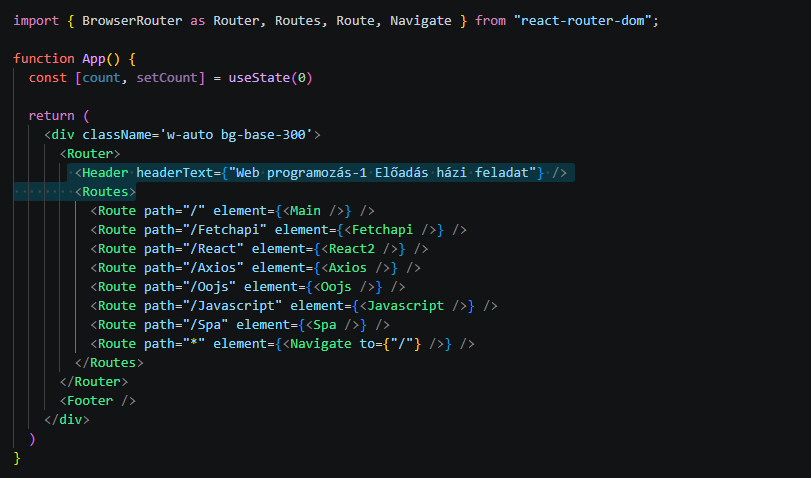 import { BrowserRouter as Router, Routes, Route, Navigate } from "react-router-dom";
function App() {
const [count, setCount] = useState(0)
return (
<div className='w-auto bg-base-300'>
<Router>
<Header headerText={"Web programozás-1 Előadás házi feladat"} />
<Routes>
<Route path="/" element={<Main />} />
<Route path="/Fetchapi" element={<Fetchapi />} />
<Route path="/React" element={<React2 />} />
<Route path="/Axios" element={<Axios />} />
<Route path="/Oojs" element={<Oojs />} />
<Route path="/Javascript" element={<Javascript />} />
<Route path="/Spa" element={<Spa />} />
<Route path="*" element={<Navigate to={"/"} />} />
</Routes>
</Router>
<Footer />
</div>
)
}